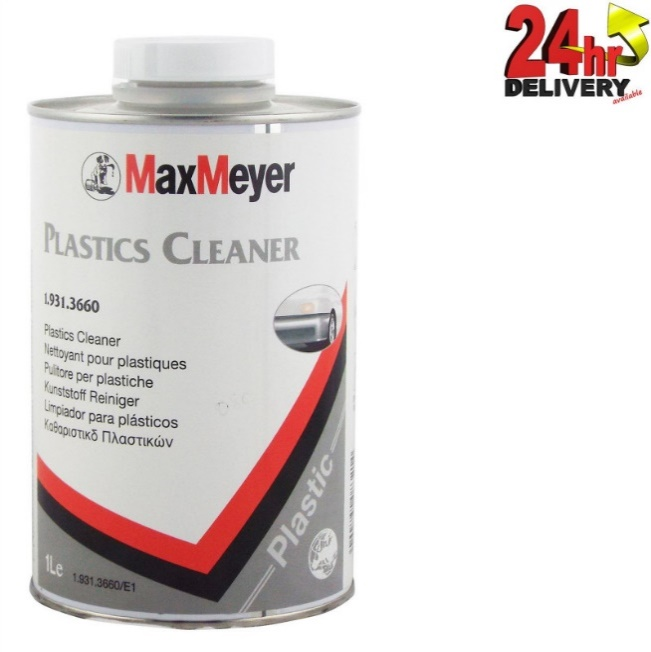 24hr
DELIVERY
available
MaxMeyer
PLASTICS CLEANER
1.931.3660
Plastics Cleaner
Nettoyant pour plastiques
Pulitore per plastiche
Kunststoff Reiniger
Limpiador para plásticos
Καθαριστικό Πλαστικών
Plastic
1Le
1.931.3660/E1